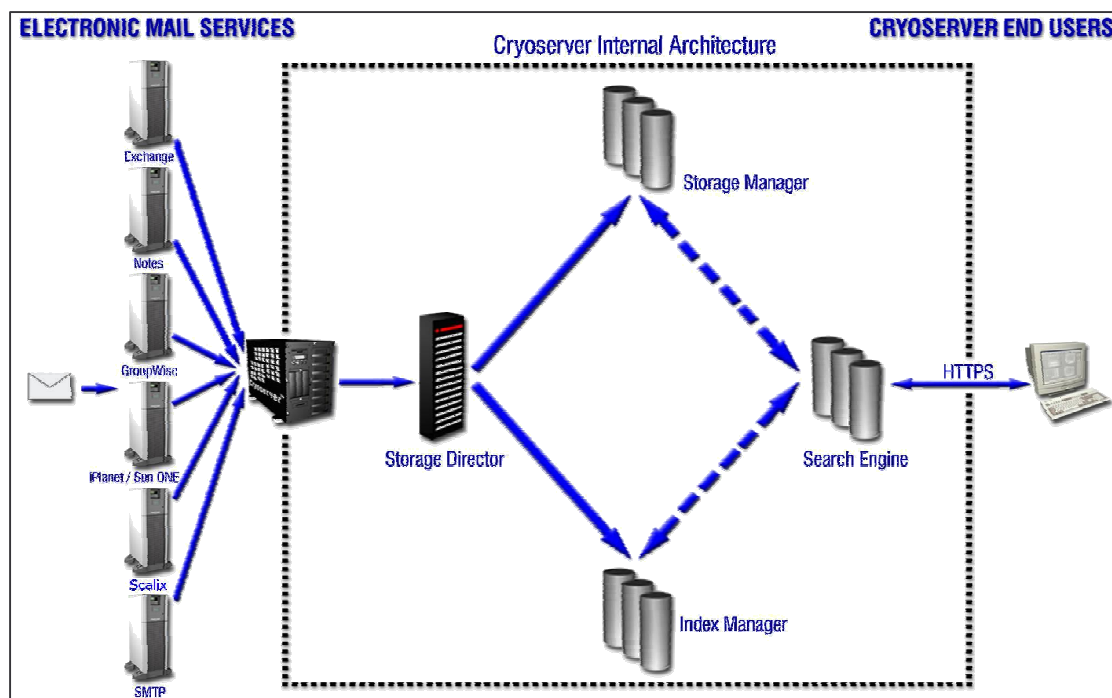 ELECTRONIC MAIL SERVICES
CRYOSERVER END USERS
Cryoserver Internal Architecture
Exchange
Notes
GroupWise
iPlanet / Sun ONE
Scalix
SMTP
Storage Director
Storage Manager
Search Engine
HTTPS
Index Manager